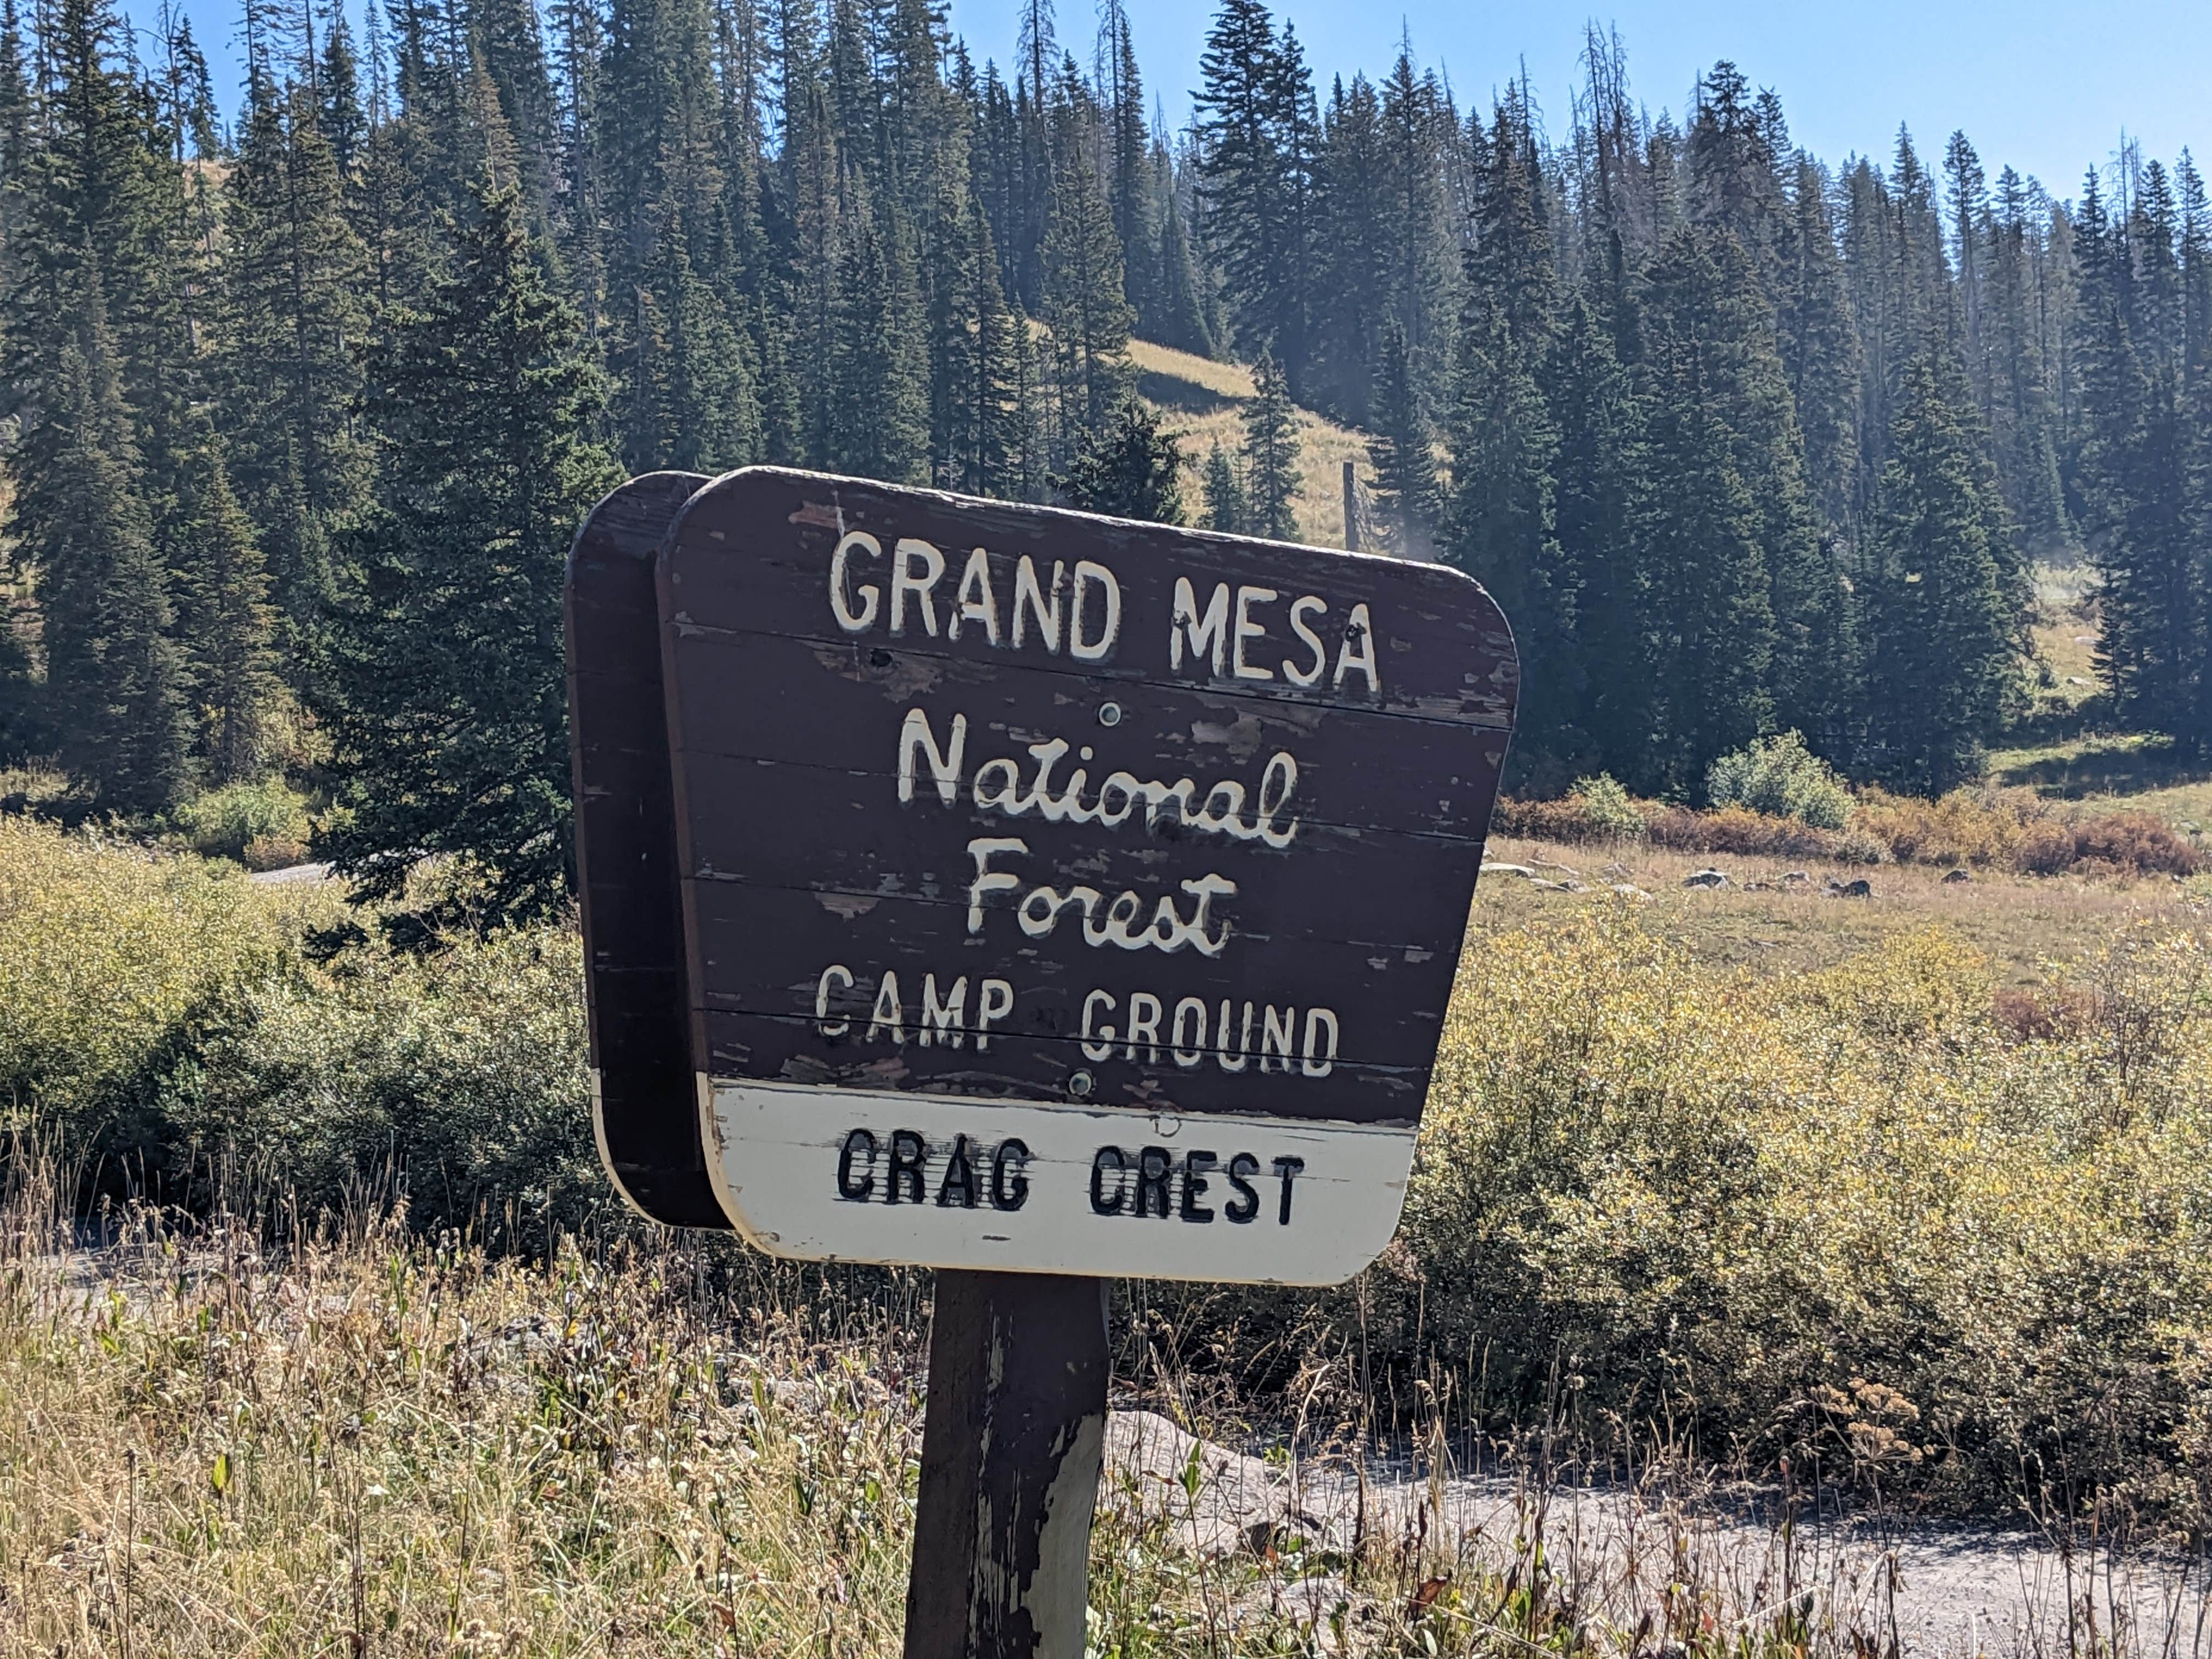 GRAND MESA
National
Forest
CAMP GROUND
CRAG CREST